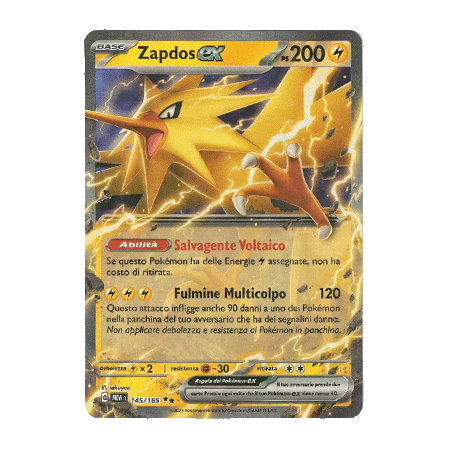 BASE Zapdos ex PS 200
Abilità Salvagente Voltaico
Se questo Pokémon ha delle Energie assegnate, non ha
costo di ritirata.
Fulmine Multicolpo 120
Questo attacco infligge anche 90 danni a uno dei Pokémon
nella panchina del tuo avversario che ha dei segnalini danno.
Non applicare debolezza e resistenza ai Pokémon in panchina.
debolezza × 2 resistenza -30 ritirata
Regola dei Pokémon-ex
Il tuo avversario prende due
carte Premio ogni volta che il tuo Pokémon-ex viene messo KO.
145/165